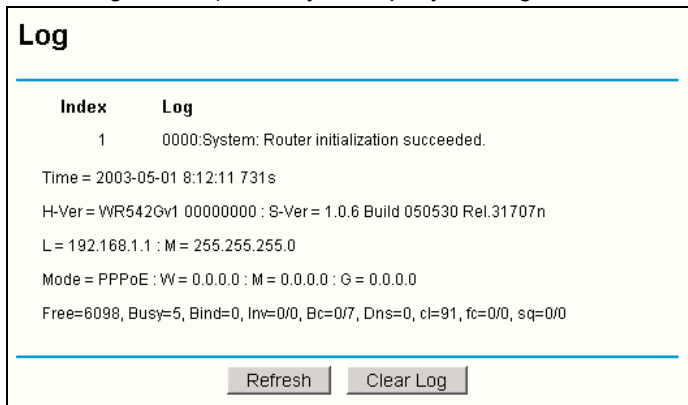 Log
Index Log
1 0000:System: Router initialization succeeded.
Time = 2003-05-01 8:12:11 731s
H-Ver = WR542Gv1 00000000 : S-Ver = 1.0.6 Build 050530 Rel.31707n
L = 192.168.1.1 : M = 255.255.255.0
Mode = PPPoE : W = 0.0.0.0 : M = 0.0.0.0 : G = 0.0.0.0
Free=6098, Busy=5, Bind=0, Inv=0/0, Bc=0/7, Dns=0, cl=91, fc=0/0, sq=0/0
Refresh Clear Log